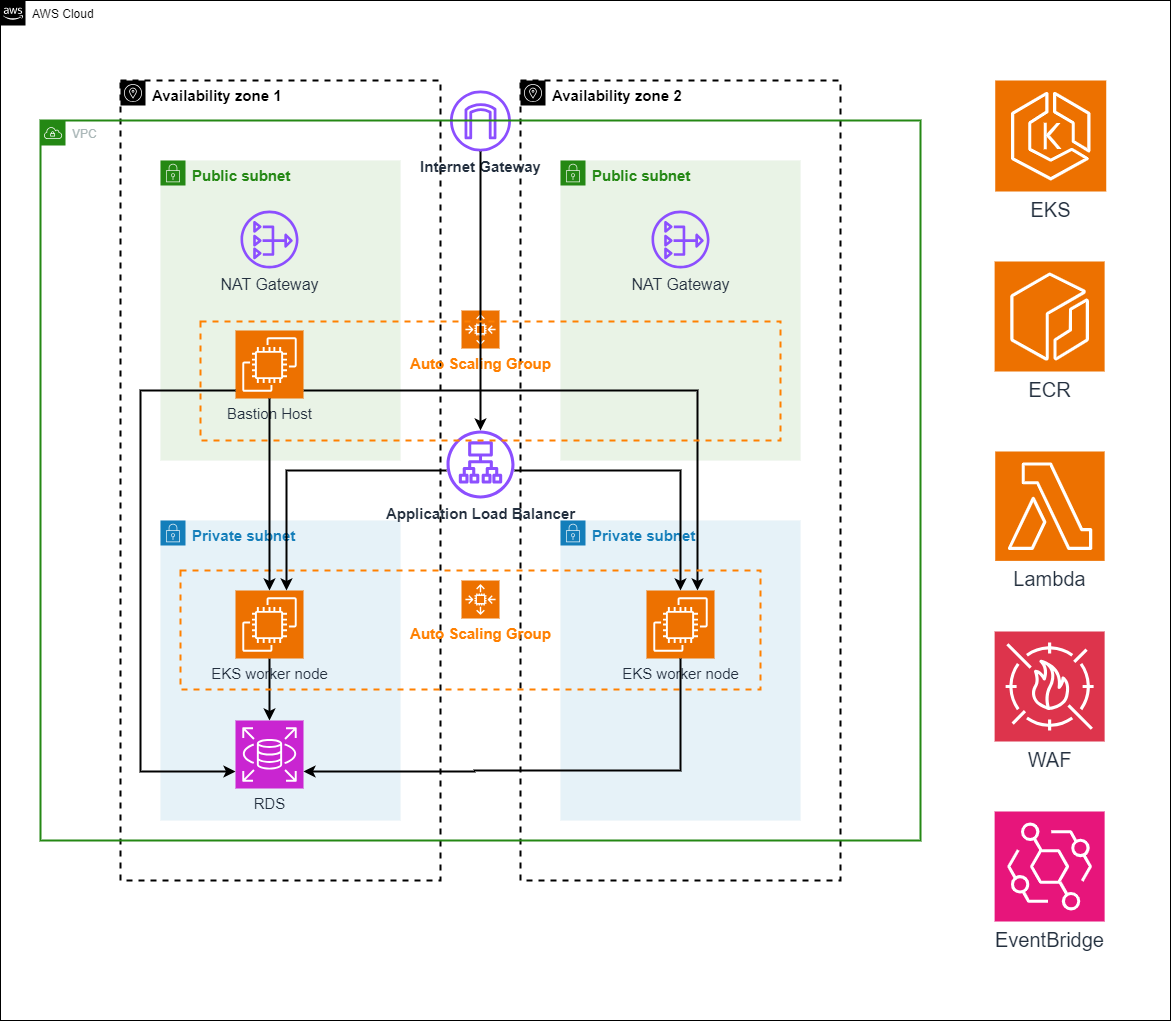 aws
AWS Cloud
Availability zone 1
Availability zone 2
VPC
Internet Gateway
Public subnet
Public subnet
NAT Gateway
NAT Gateway
Auto Scaling Group
Bastion Host
Application Load Balancer
Private subnet
Private subnet
Auto Scaling Group
EKS worker node
EKS worker node
RDS
K
EKS
ECR
Lambda
WAF
EventBridge